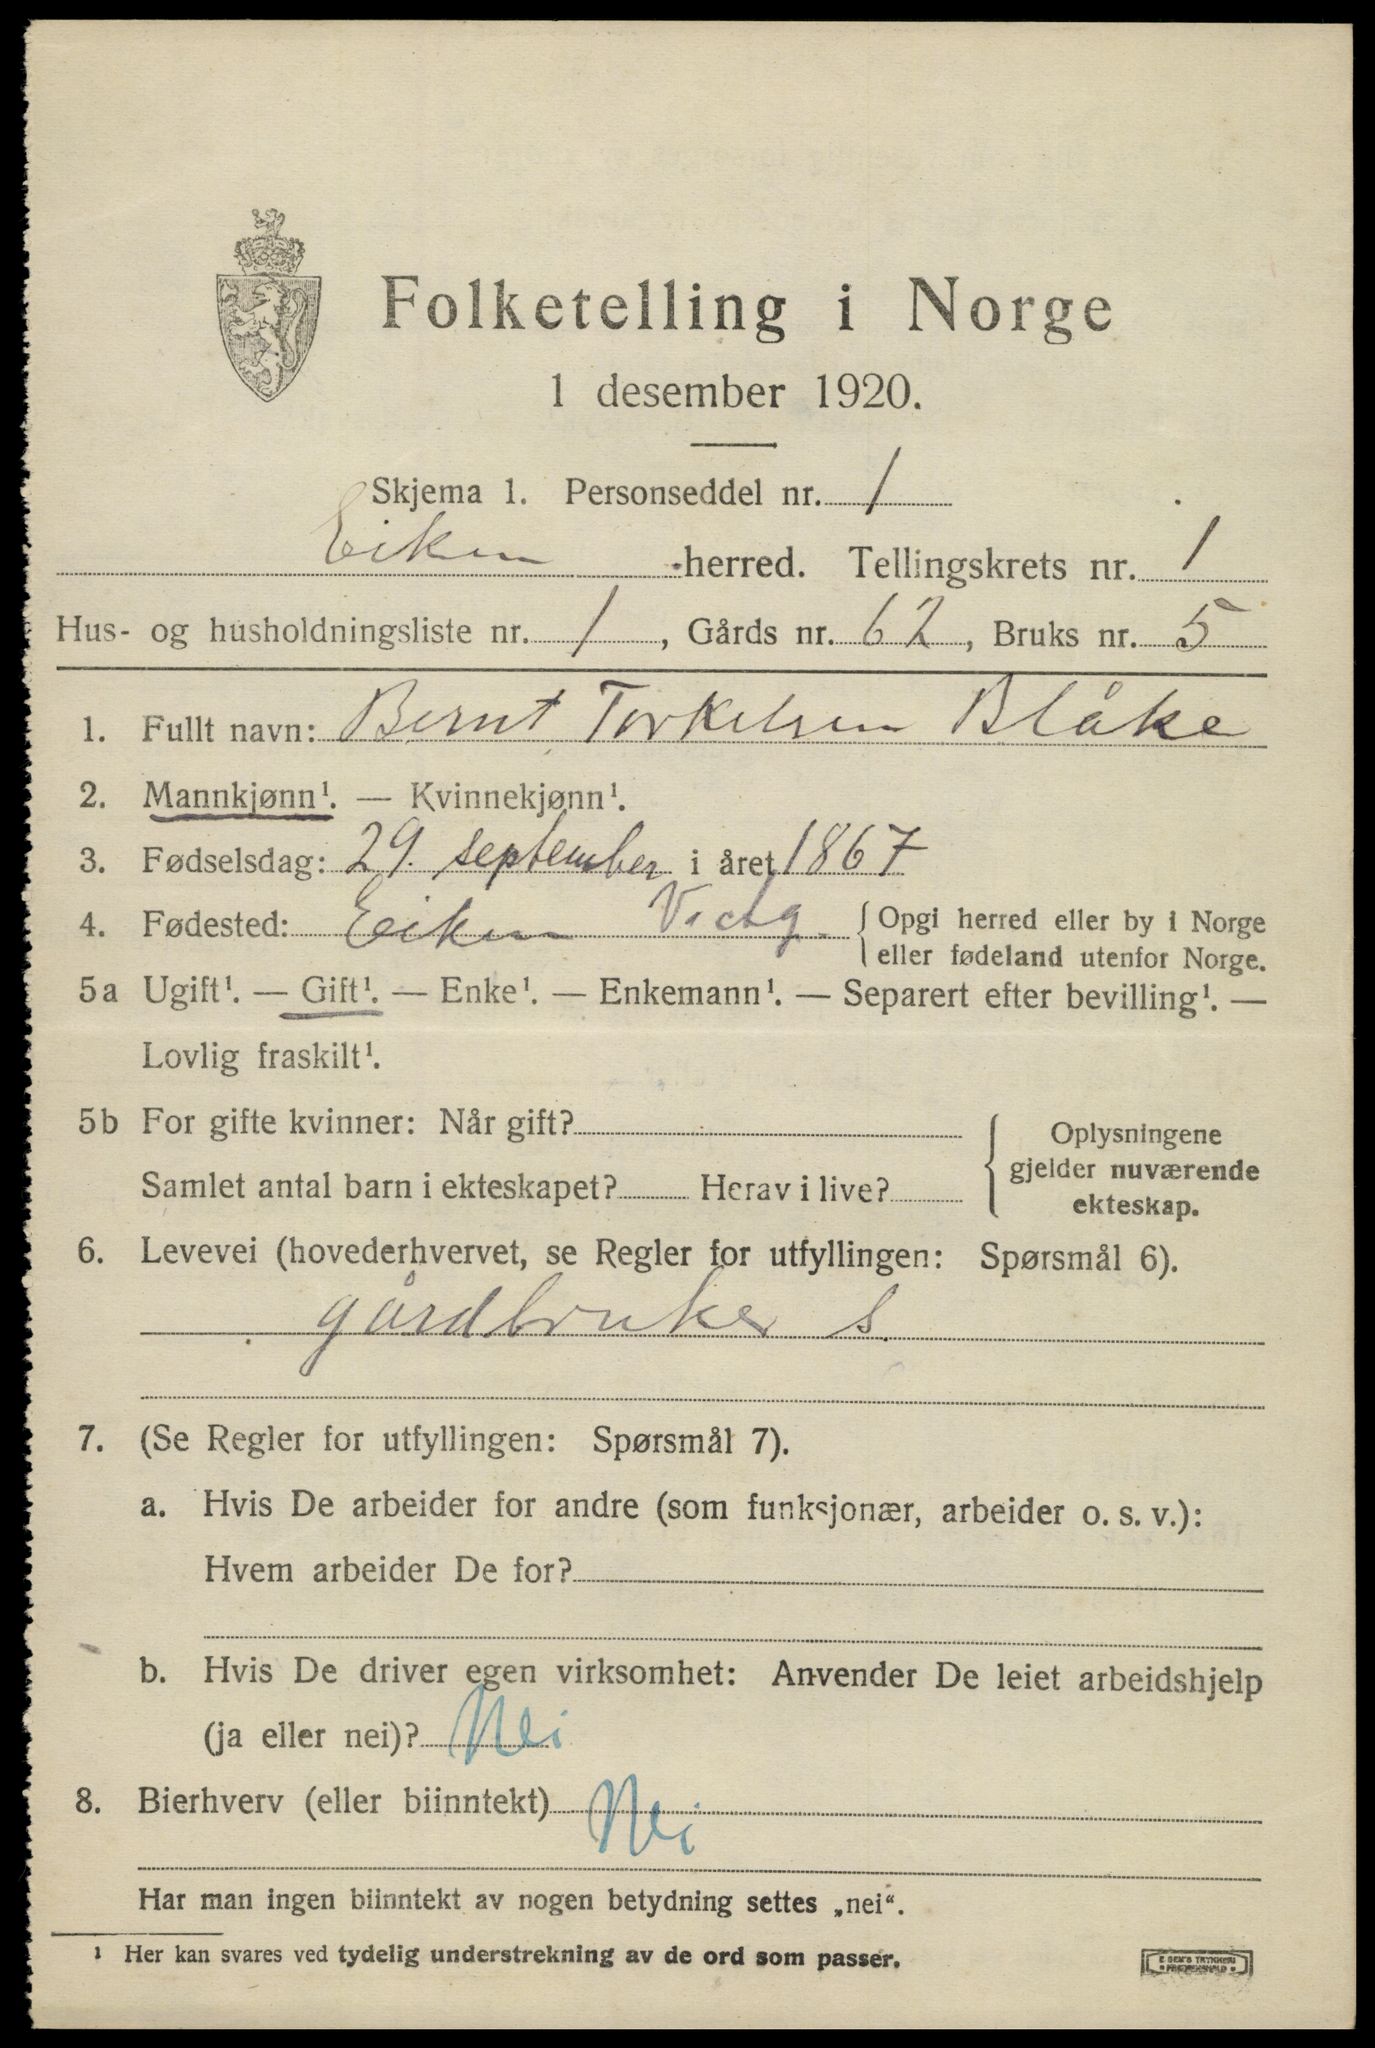 Folketelling i Norge
1 desember 1920.
Skjema 1. Personseddel nr. 1
Eiken -herred. Tellingskrets nr. 1
Hus- og husholdningsliste nr. 1, Gårds nr. 62, Bruks nr. 5
1. Fullt navn: Bernt Torkelsen Blåke
2. Mannkjønn¹. — Kvinnekjønn¹.
3. Fødselsdag: 29. september i året 1867
4. Fødested: Eiken V. adg { Opgi herred eller by i Norge
eller fødeland utenfor Norge.
5a Ugift¹. — Gift¹. — Enke¹. — Enkemann¹. — Separert efter bevilling¹. —
Lovlig fraskilt¹.
5b For gifte kvinner: Når gift?
Samlet antal barn i ekteskapet? Herav i live?
{ Oplysningene
gjelder nuværende
ekteskap.
6. Levevei (hovederhvervet, se Regler for utfyllingen: Spørsmål 6).
gårdbruker s
7. (Se Regler for utfyllingen: Spørsmål 7).
a. Hvis De arbeider for andre (som funksjonær, arbeider o. s. v.):
Hvem arbeider De for?
b. Hvis De driver egen virksomhet: Anvender De leiet arbeidshjelp
(ja eller nei)? Nei
8. Bierhverv (eller biinntekt) Nei
Har man ingen biinntekt av nogen betydning settes „nei“.
¹ Her kan svares ved tydelig understrekning av de ord som passer.